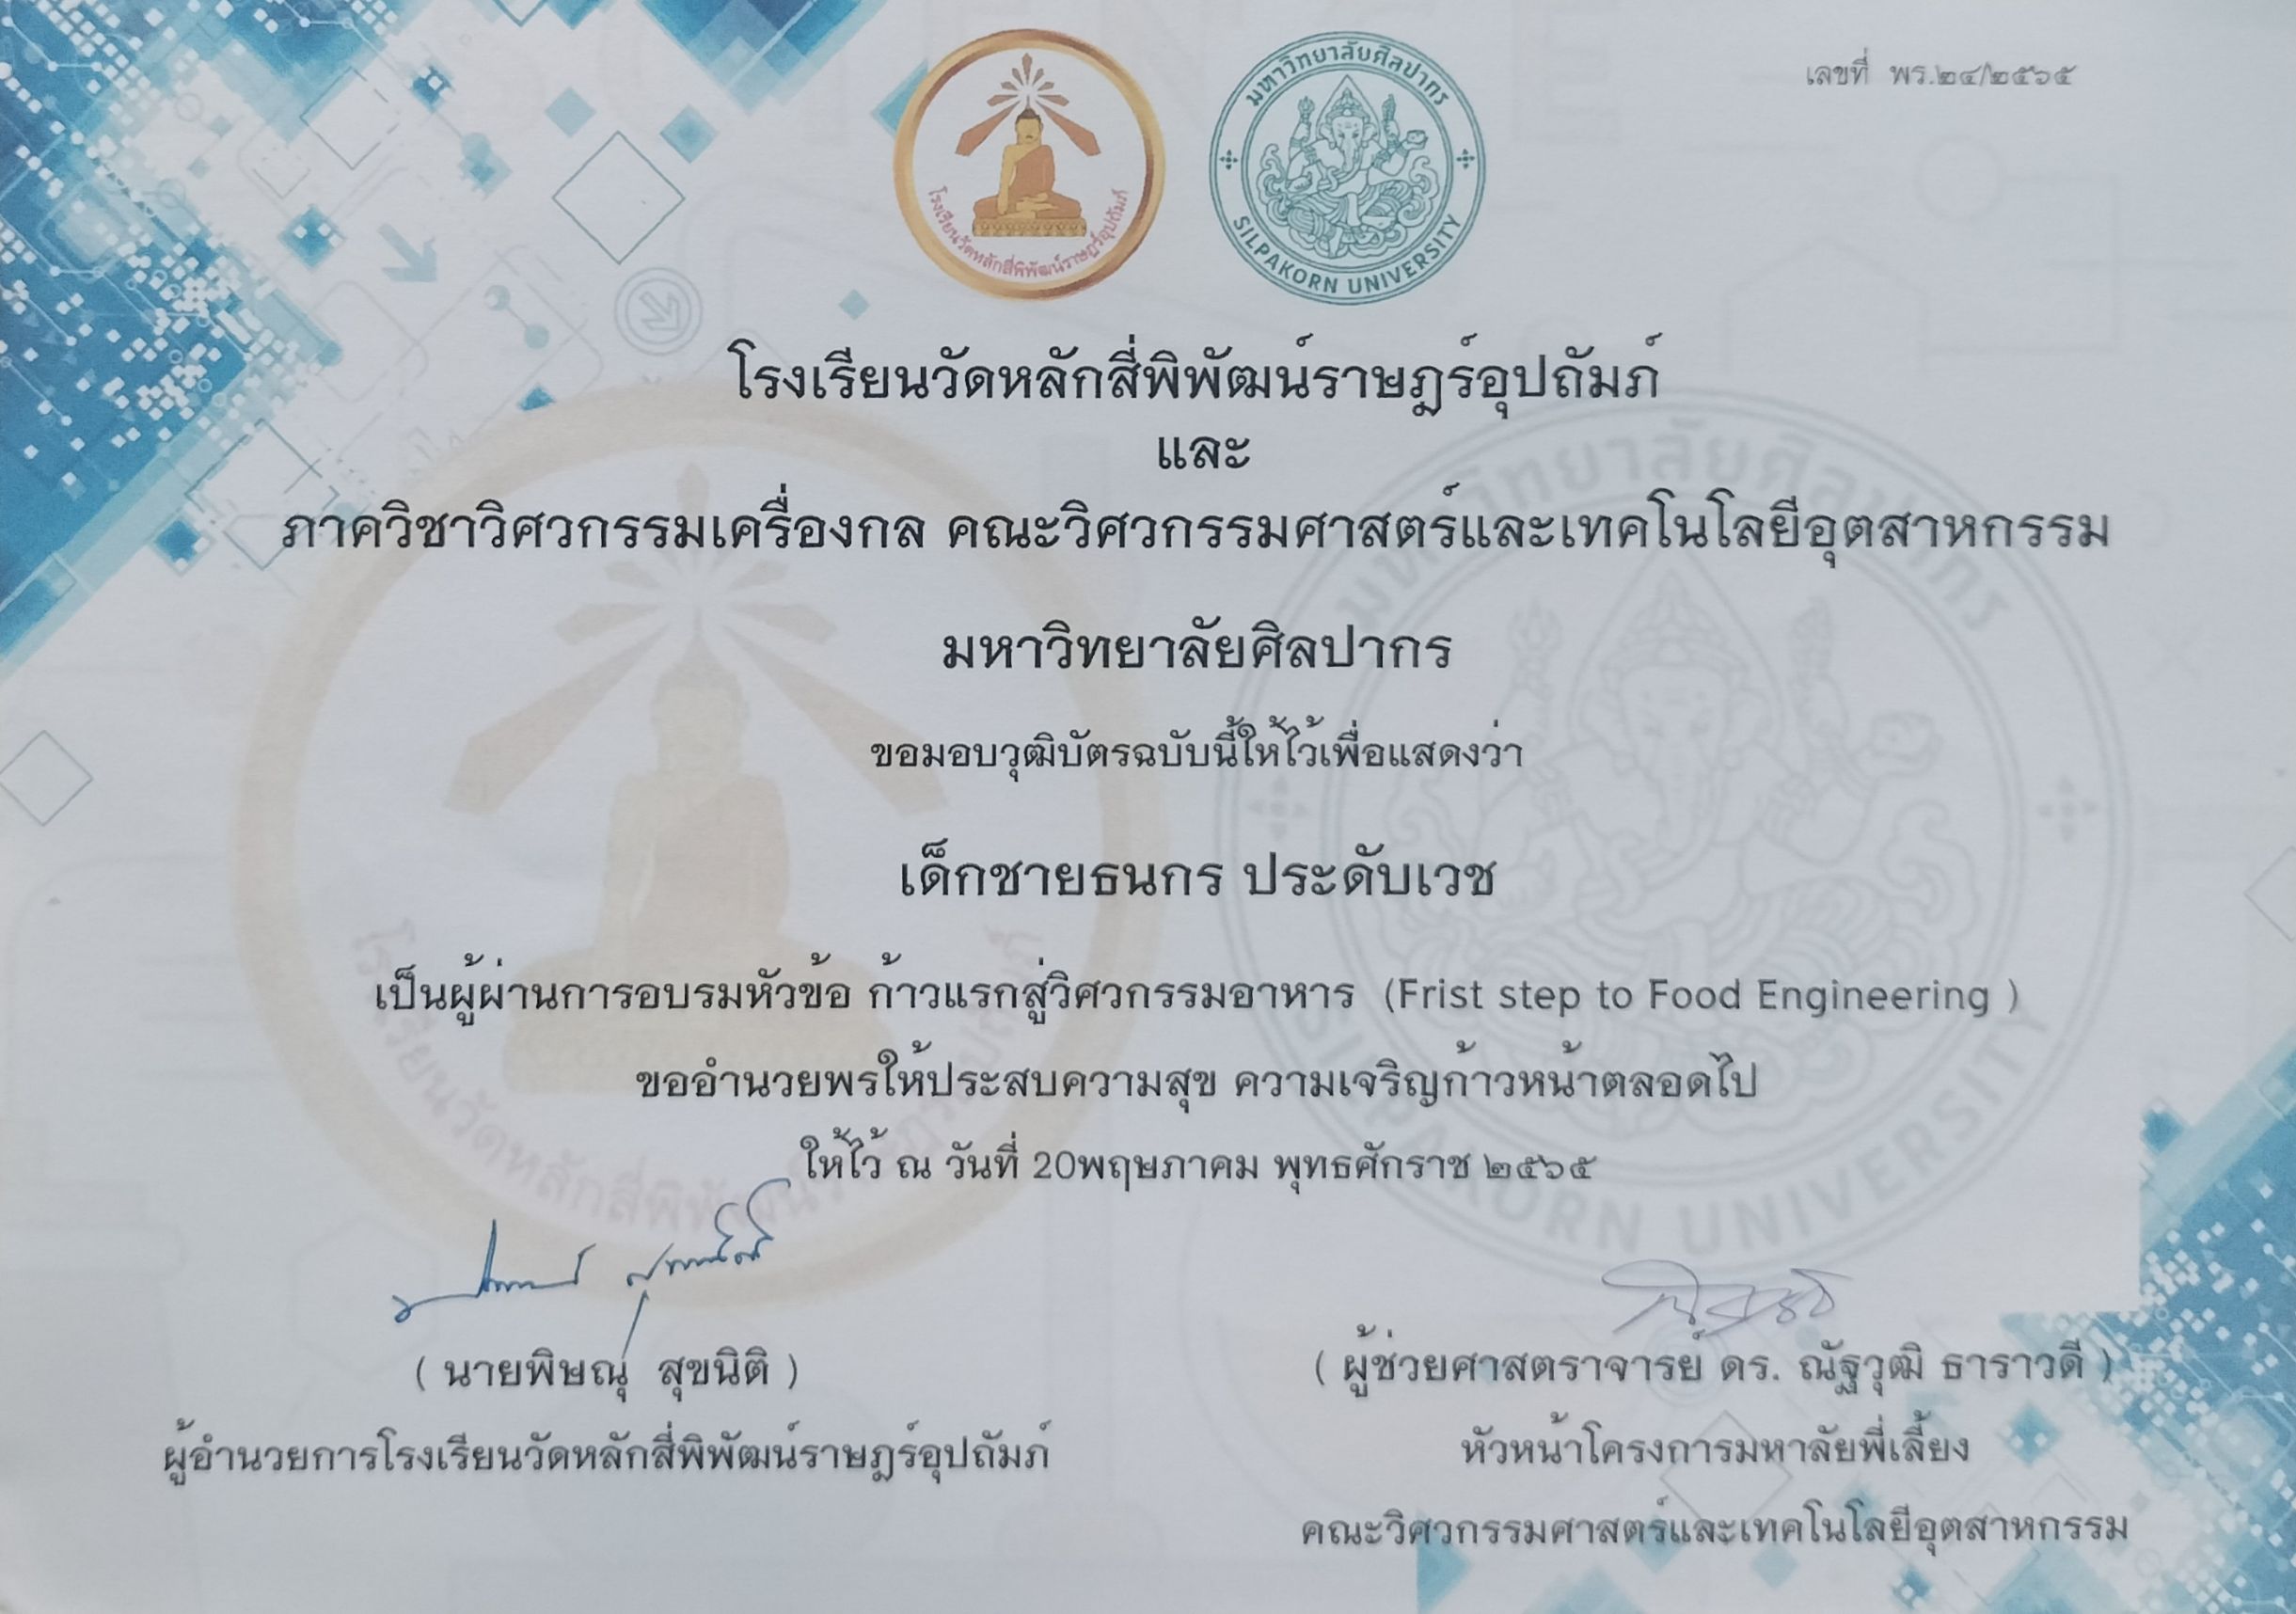 เลขที่ พร.๒๔/๒๕๖๕
โรงเรียนวัดหลักสี่พิพัฒน์ราษฎร์อุปถัมภ์
มหาวิทยาลัยศิลปากร
SILPAKORN UNIVERSITY
โรงเรียนวัดหลักสี่พิพัฒน์ราษฎร์อุปถัมภ์
และ
ภาควิชาวิศวกรรมเครื่องกล คณะวิศวกรรมศาสตร์และเทคโนโลยีอุตสาหกรรม
มหาวิทยาลัยศิลปากร
ขอมอบวุฒิบัตรฉบับนี้ให้ไว้เพื่อแสดงว่า
เด็กชายธนกร ประดับเวช
เป็นผู้ผ่านการอบรมหัวข้อ ก้าวแรกสู่วิศวกรรมอาหาร (Frist step to Food Engineering )
ขออำนวยพรให้ประสบความสุข ความเจริญก้าวหน้าตลอดไป
ให้ไว้ ณ วันที่ 20พฤษภาคม พุทธศักราช ๒๕๖๕
( นายพิษณุ สุขนิติ )
ผู้อำนวยการโรงเรียนวัดหลักสี่พิพัฒน์ราษฎร์อุปถัมภ์
( ผู้ช่วยศาสตราจารย์ ดร. ณัฐวุฒิ ธาราวดี )
หัวหน้าโครงการมหาลัยพี่เลี้ยง
คณะวิศวกรรมศาสตร์และเทคโนโลยีอุตสาหกรรม